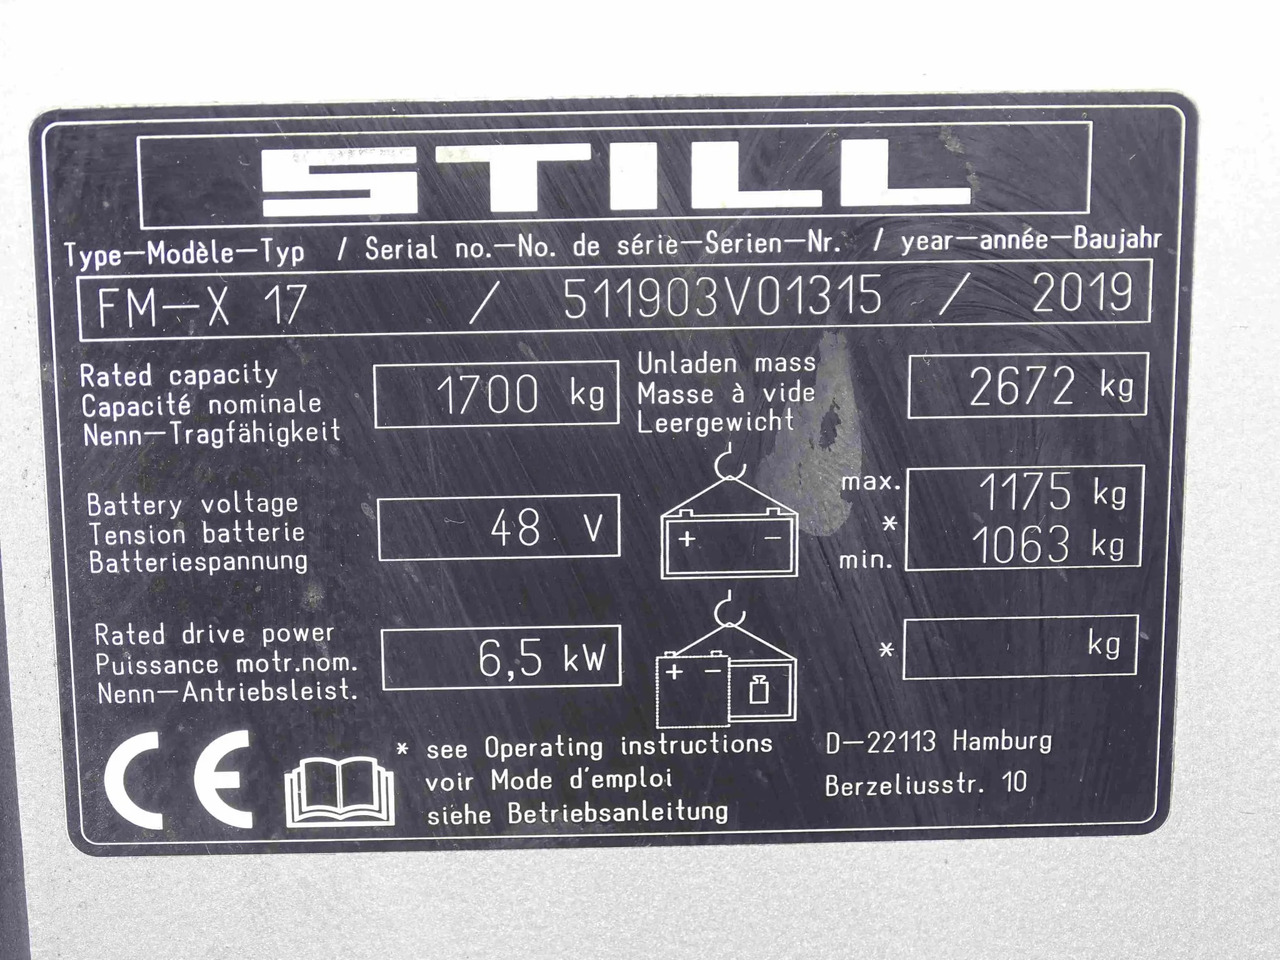 STILL
Type–Modèle–Typ / Serial no.–No. de série–Serien–Nr. / year–année–Baujahr
FM–X 17 / 511903V01315 / 2019
Rated capacity
Capacité nominale
Nenn–Tragfähigkeit
1700 kg
Unladen mass
Masse à vide
Leergewicht
2672 kg
Battery voltage
Tension batterie
Batteriespannung
48 V
+ –
max.
*
min.
1175 kg
1063 kg
Rated drive power
Puissance motr.nom.
Nenn–Antriebsleist.
6,5 kW
+ –
* kg
CE
* see Operating instructions
voir Mode d'emploi
siehe Betriebsanleitung
D–22113 Hamburg
Berzeliusstr. 10